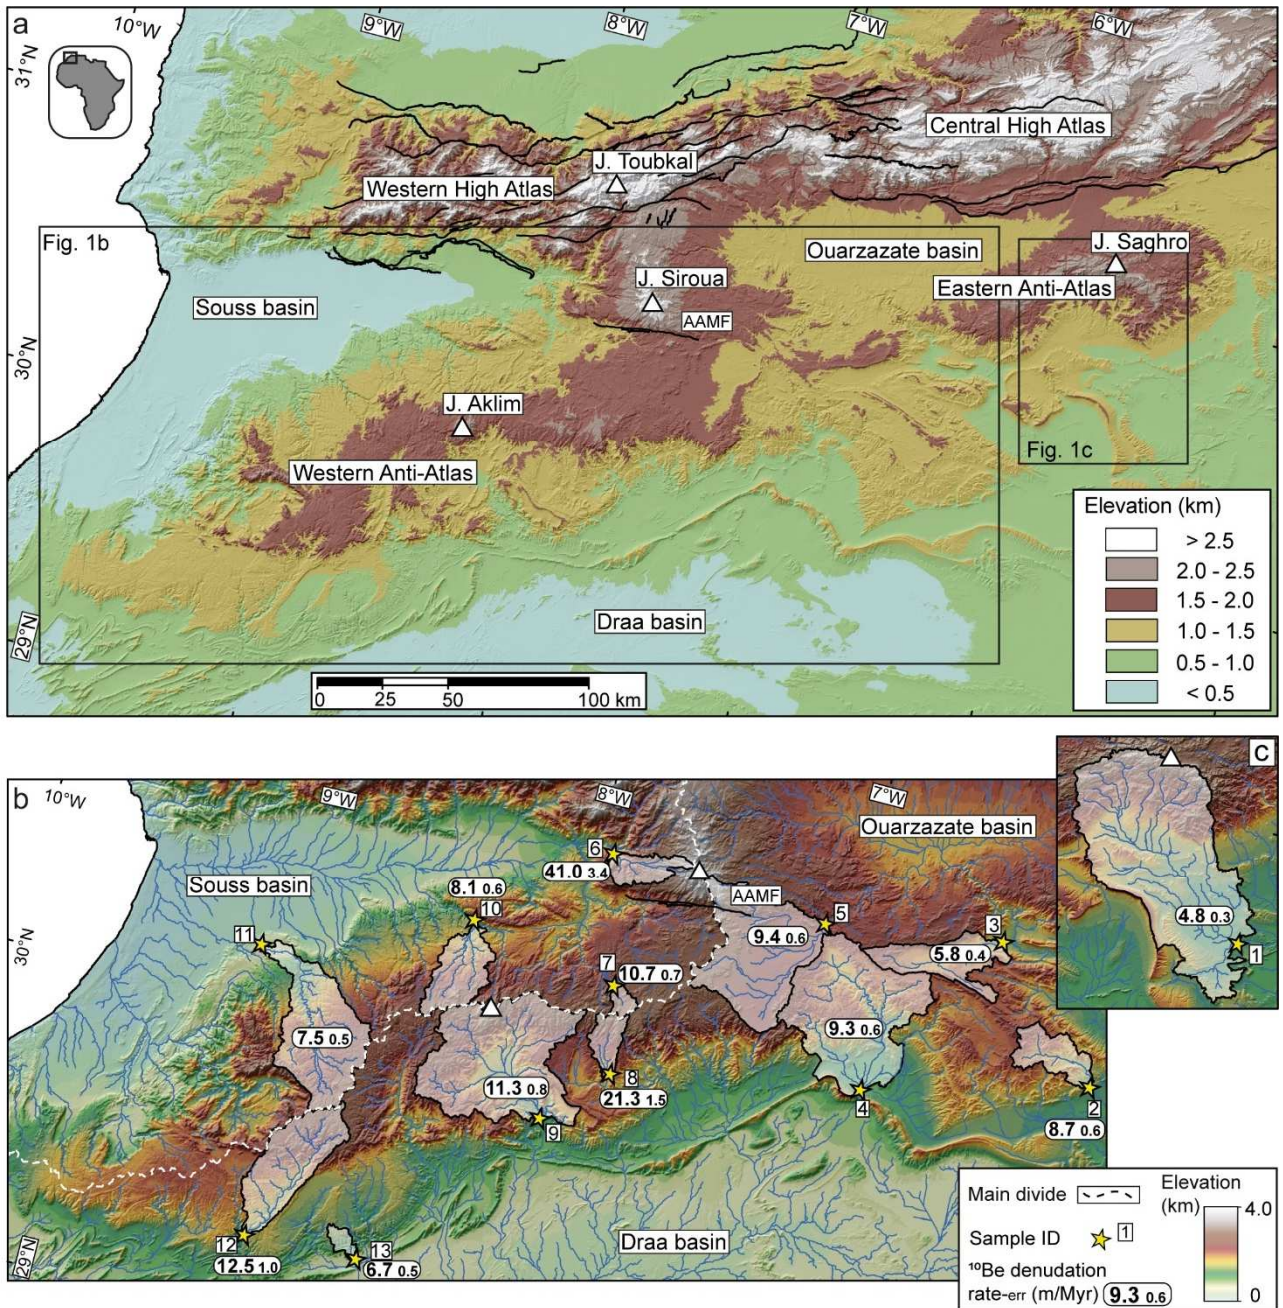 a
10°W
9°W
8°W
7°W
6°W
31°N
Central High Atlas
J. Toubkal
Western High Atlas
Fig. 1b
Ouarzazate basin
J. Saghro
J. Siroua
Eastern Anti-Atlas
Souss basin
AAMF
30°N
J. Aklim
Fig. 1c
Western Anti-Atlas
Elevation (km)
> 2.5
2.0 - 2.5
1.5 - 2.0
1.0 - 1.5
0.5 - 1.0
< 0.5
Draa basin
29°N
0 25 50 100 km
c
4.8 0.3
1
b
10°W
9°W
8°W
7°W
Ouarzazate basin
6
41.0 3.4
Souss basin
8.1 0.6
10
AAMF
5
3
11
9.4 0.6
5.8 0.4
30°N
7
10.7 0.7
7.5 0.5
9.3 0.6
11.3 0.8
8
21.3 1.5
4
2
9
8.7 0.6
12
12.5 1.0
13
6.7 0.5
Draa basin
29°N
Main divide
Elevation
(km)
4.0
0
Sample ID
1
¹⁰Be denudation
rate-err (m/Myr) 9.3 0.6